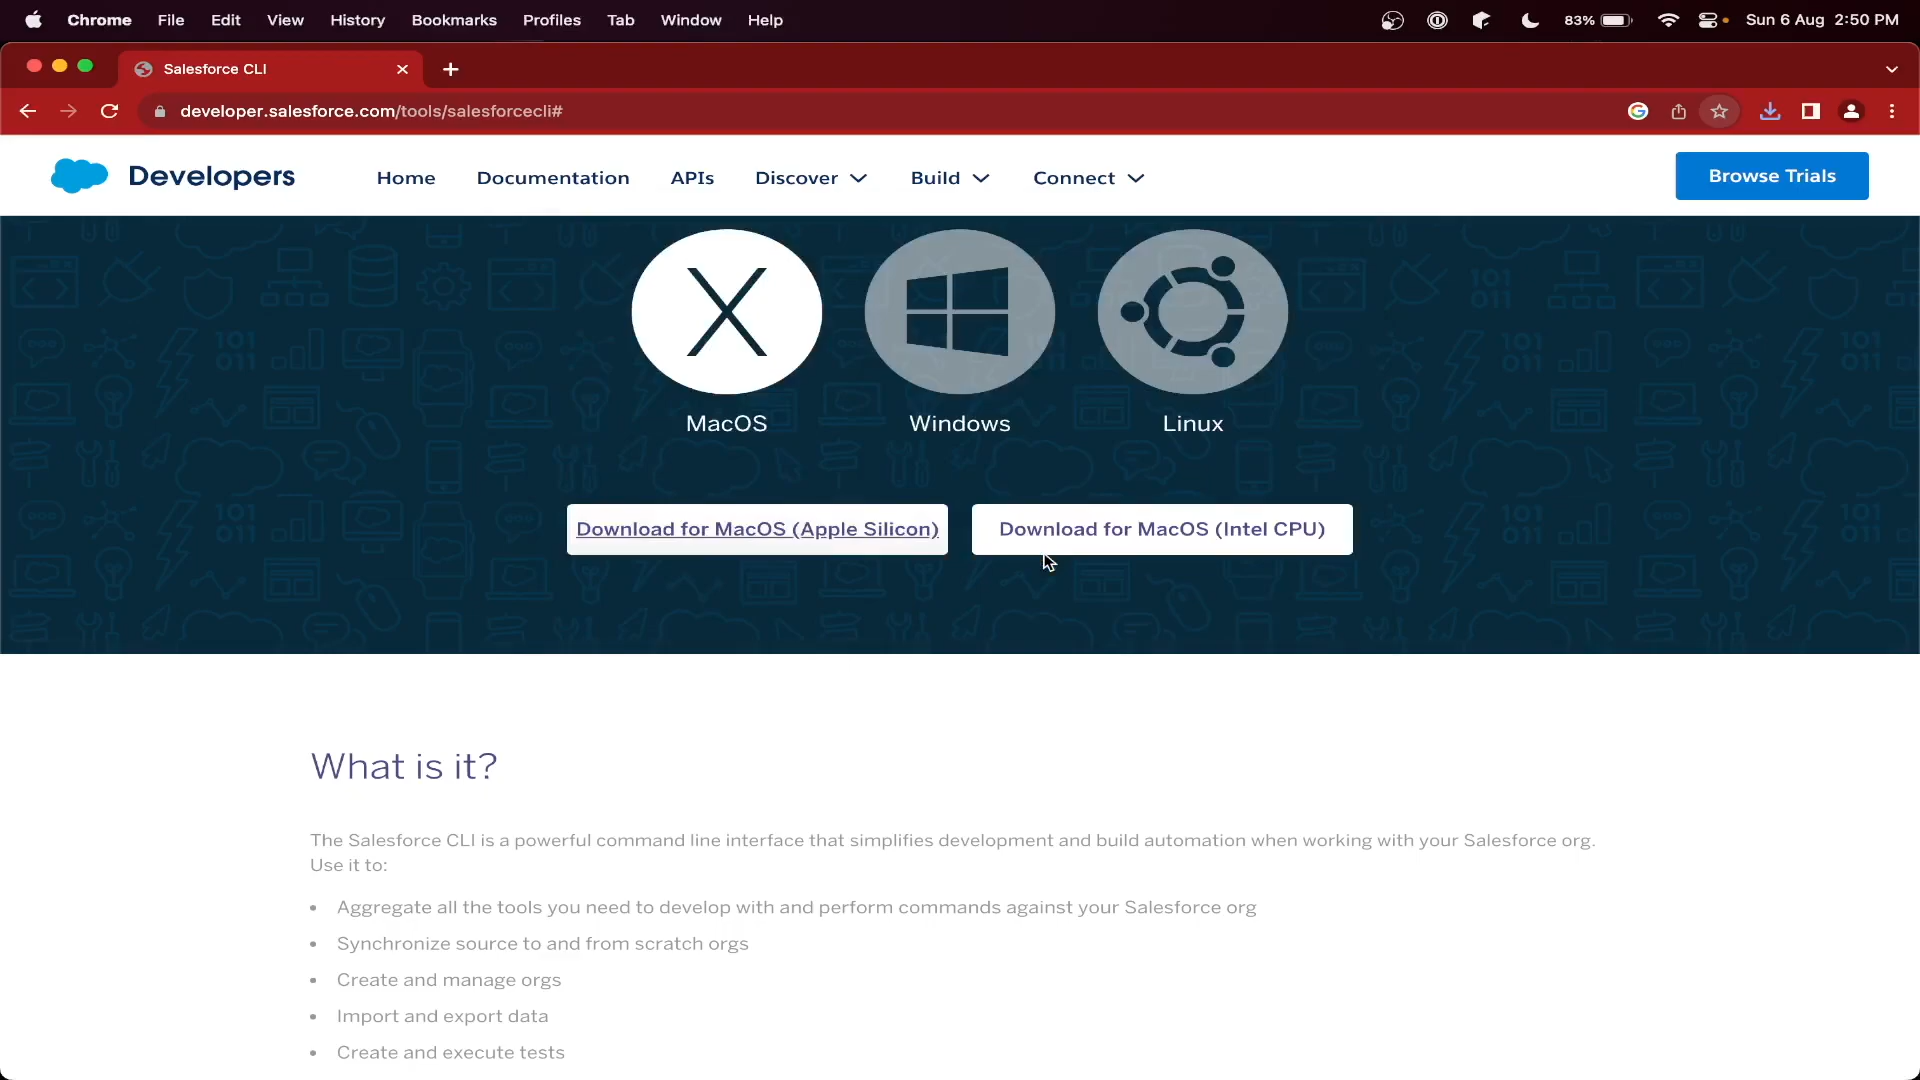 Chrome File Edit View History Bookmarks Profiles Tab Window Help 83% Sun 6 Aug 2:50 PM
Salesforce CLI
developer.salesforce.com/tools/salesforcecli#
Developers Home Documentation APIs Discover Build Connect Browse Trials
MacOS Windows Linux
Download for MacOS (Apple Silicon) Download for MacOS (Intel CPU)
What is it?
The Salesforce CLI is a powerful command line interface that simplifies development and build automation when working with your Salesforce org.
Use it to:
• Aggregate all the tools you need to develop with and perform commands against your Salesforce org
• Synchronize source to and from scratch orgs
• Create and manage orgs
• Import and export data
• Create and execute tests